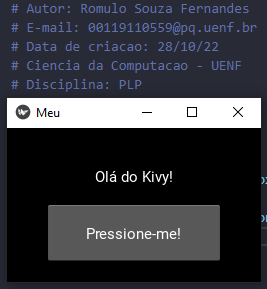 # Autor: Romulo Souza Fernandes
# E-mail: 00119110559@pq.uenf.br
# Data de criacao: 28/10/22
# Ciencia da Computacao - UENF
# Disciplina: PLP
Meu
Olá do Kivy!
Pressione-me!